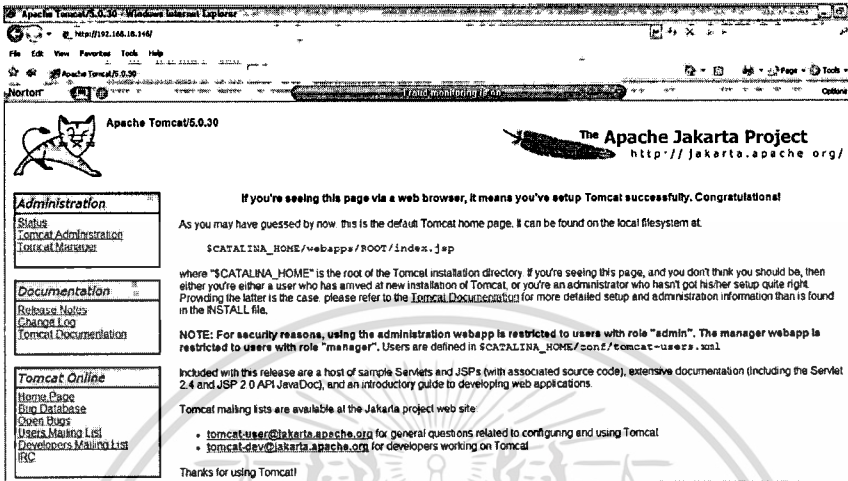 Apache Tomcat/5.0.30 - Windows Internet Explorer
http://192.168.18.146/
File Edit View Favorites Tools Help
Apache Tomcat/5.0.30
Page Tools
Norton Fraud monitoring is on Options
Apache Tomcat/5.0.30
The Apache Jakarta Project
http://jakarta.apache.org/
If you're seeing this page via a web browser, it means you've setup Tomcat successfully. Congratulations!
Administration
Status
Tomcat Administration
Tomcat Manager
As you may have guessed by now, this is the default Tomcat home page. It can be found on the local filesystem at:
$CATALINA_HOME/webapps/ROOT/index.jsp
where "$CATALINA_HOME" is the root of the Tomcat installation directory. If you're seeing this page, and you don't think you should be, then
either you're either a user who has arrived at new installation of Tomcat, or you're an administrator who hasn't got his/her setup quite right.
Providing the latter is the case, please refer to the Tomcat Documentation for more detailed setup and administration information than is found
in the INSTALL file.
Documentation
Release Notes
Change Log
Tomcat Documentation
NOTE: For security reasons, using the administration webapp is restricted to users with role "admin". The manager webapp is
restricted to users with role "manager". Users are defined in $CATALINA_HOME/conf/tomcat-users.xml
Included with this release are a host of sample Servlets and JSPs (with associated source code), extensive documentation (including the Servlet
2.4 and JSP 2.0 API JavaDoc), and an introductory guide to developing web applications.
Tomcat Online
Home Page
Bug Database
Open Bugs
Users Mailing List
Developers Mailing List
IRC
Tomcat mailing lists are available at the Jakarta project web site:
• tomcat-user@jakarta.apache.org for general questions related to configuring and using Tomcat
• tomcat-dev@jakarta.apache.org for developers working on Tomcat
Thanks for using Tomcat!